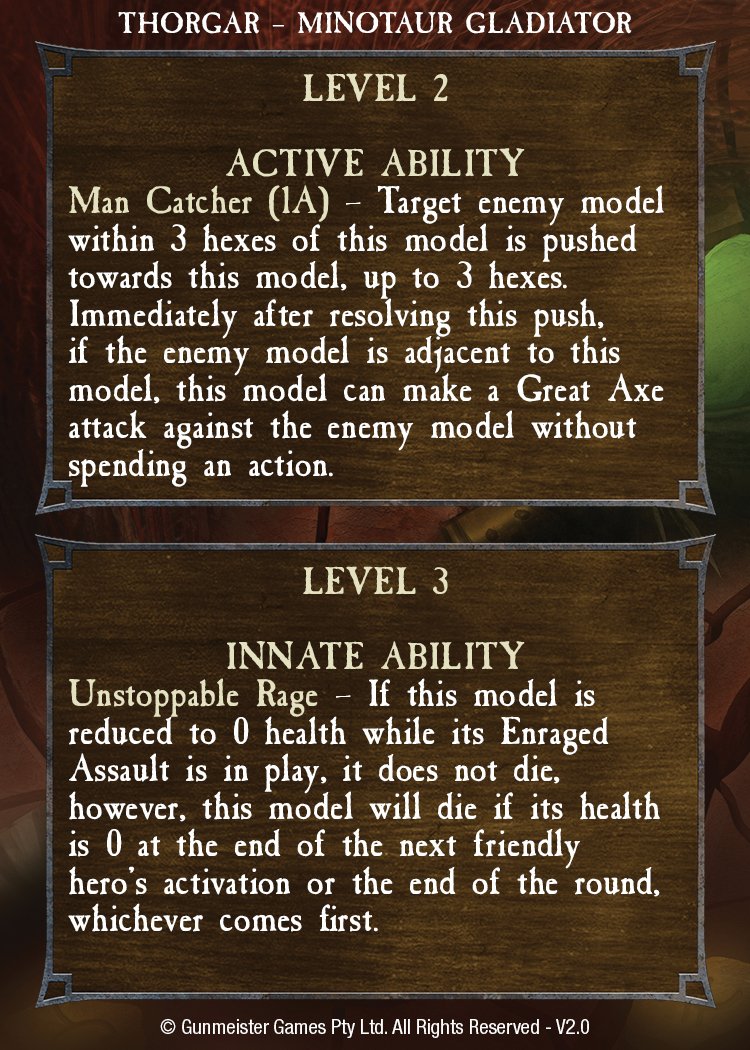 THORGAR – MINOTAUR GLADIATOR
LEVEL 2
ACTIVE ABILITY
Man Catcher (1A) – Target enemy model
within 3 hexes of this model is pushed
towards this model, up to 3 hexes.
Immediately after resolving this push,
if the enemy model is adjacent to this
model, this model can make a Great Axe
attack against the enemy model without
spending an action.
LEVEL 3
INNATE ABILITY
Unstoppable Rage – If this model is
reduced to 0 health while its Enraged
Assault is in play, it does not die,
however, this model will die if its health
is 0 at the end of the next friendly
hero's activation or the end of the round,
whichever comes first.
© Gunmeister Games Pty Ltd. All Rights Reserved - V2.0